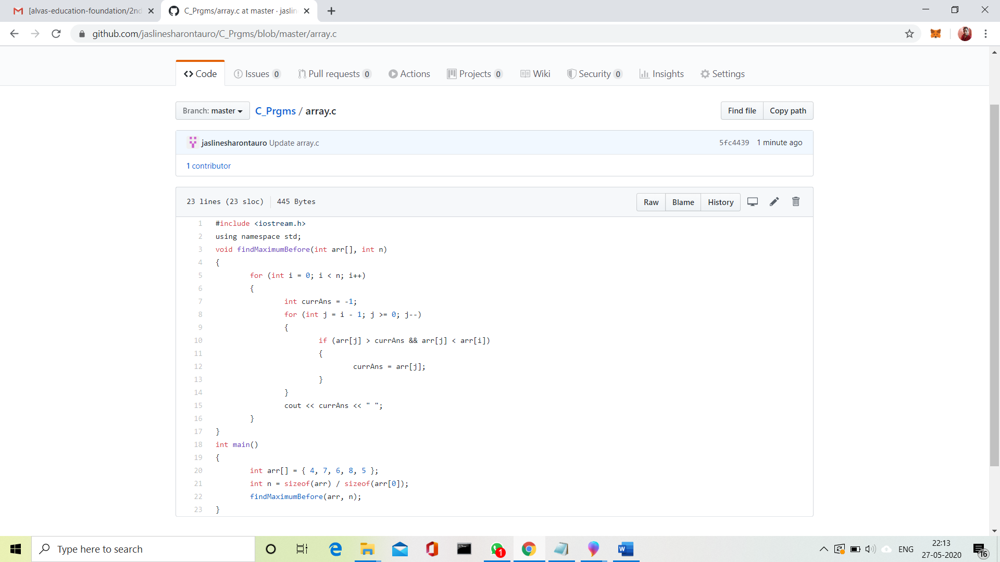 [alvas-education-foundation/2nd
C_Prgms/array.c at master · jaslin
github.com/jaslinesharontauro/C_Prgms/blob/master/array.c
Code Issues 0 Pull requests 0 Actions Projects 0 Wiki Security 0 Insights Settings
Branch: master C_Prgms / array.c Find file Copy path
jaslinesharontauro Update array.c 5fc4439 1 minute ago
1 contributor
23 lines (23 sloc) 445 Bytes Raw Blame History
1 #include <iostream.h>
2 using namespace std;
3 void findMaximumBefore(int arr[], int n)
4 {
5 for (int i = 0; i < n; i++)
6 {
7 int currAns = -1;
8 for (int j = i - 1; j >= 0; j--)
9 {
10 if (arr[j] > currAns && arr[j] < arr[i])
11 {
12 currAns = arr[j];
13 }
14 }
15 cout << currAns << " ";
16 }
17 }
18 int main()
19 {
20 int arr[] = { 4, 7, 6, 8, 5 };
21 int n = sizeof(arr) / sizeof(arr[0]);
22 findMaximumBefore(arr, n);
23 }
Type here to search
1
ENG
22:13
27-05-2020
16